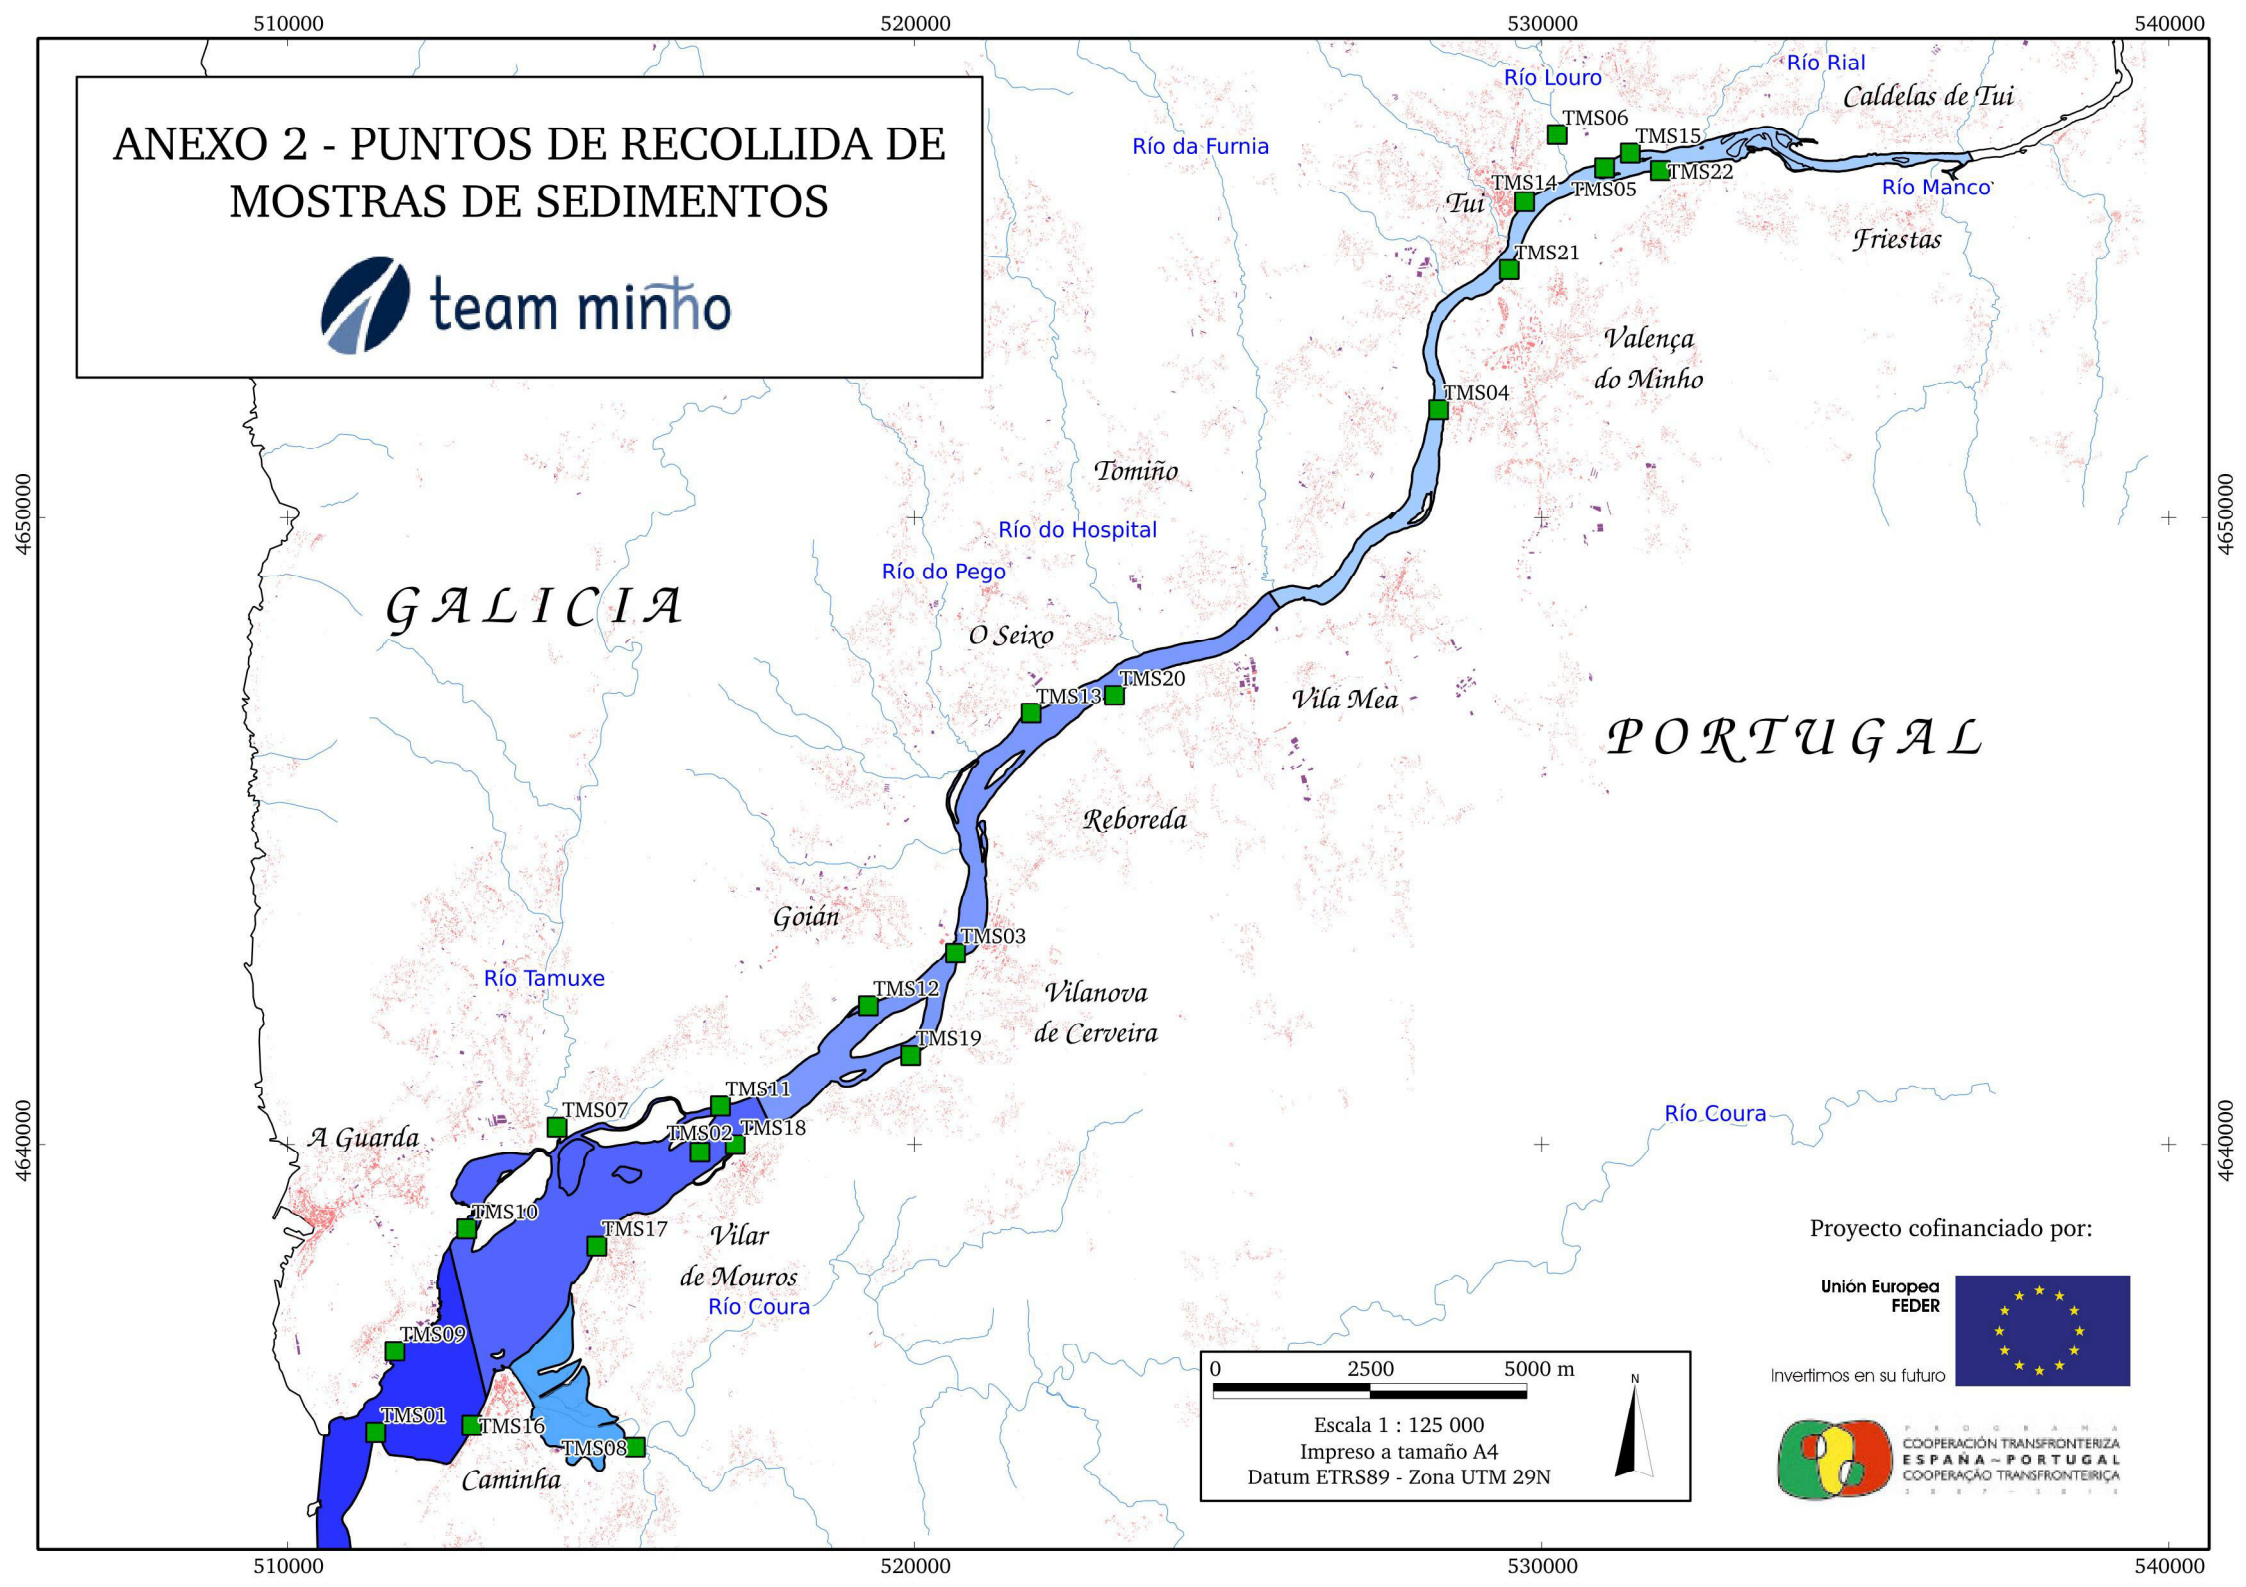 510000
520000
530000
540000
ANEXO 2 - PUNTOS DE RECOLLIDA DE
MOSTRAS DE SEDIMENTOS
team minho
Río Rial
Río Louro
Caldelas de Tui
TMS06
TMS15
Río da Furnia
TMS22
TMS14
TMS05
Río Manco
Tui
Friestas
TMS21
Valença
do Minho
TMS04
Tomiño
4650000
4650000
Río do Hospital
Río do Pego
GALICIA
O Seixo
TMS20
TMS13
Vila Mea
PORTUGAL
Reboreda
Goián
TMS03
Río Tamuxe
TMS12
Vilanova
de Cerveira
TMS19
TMS11
TMS07
Río Coura
TMS02
TMS18
A Guarda
4640000
4640000
TMS10
TMS17
Vilar
de Mouros
Río Coura
Proyecto cofinanciado por:
Unión Europea
FEDER
Invertimos en su futuro
TMS09
TMS01
TMS16
TMS08
Caminha
0 2500 5000 m
N
Escala 1 : 125 000
Impreso a tamaño A4
Datum ETRS89 - Zona UTM 29N
PROGRAMA
COOPERACIÓN TRANSFRONTERIZA
ESPAÑA ~ PORTUGAL
COOPERAÇÃO TRANSFRONTEIRIÇA
510000
520000
530000
540000